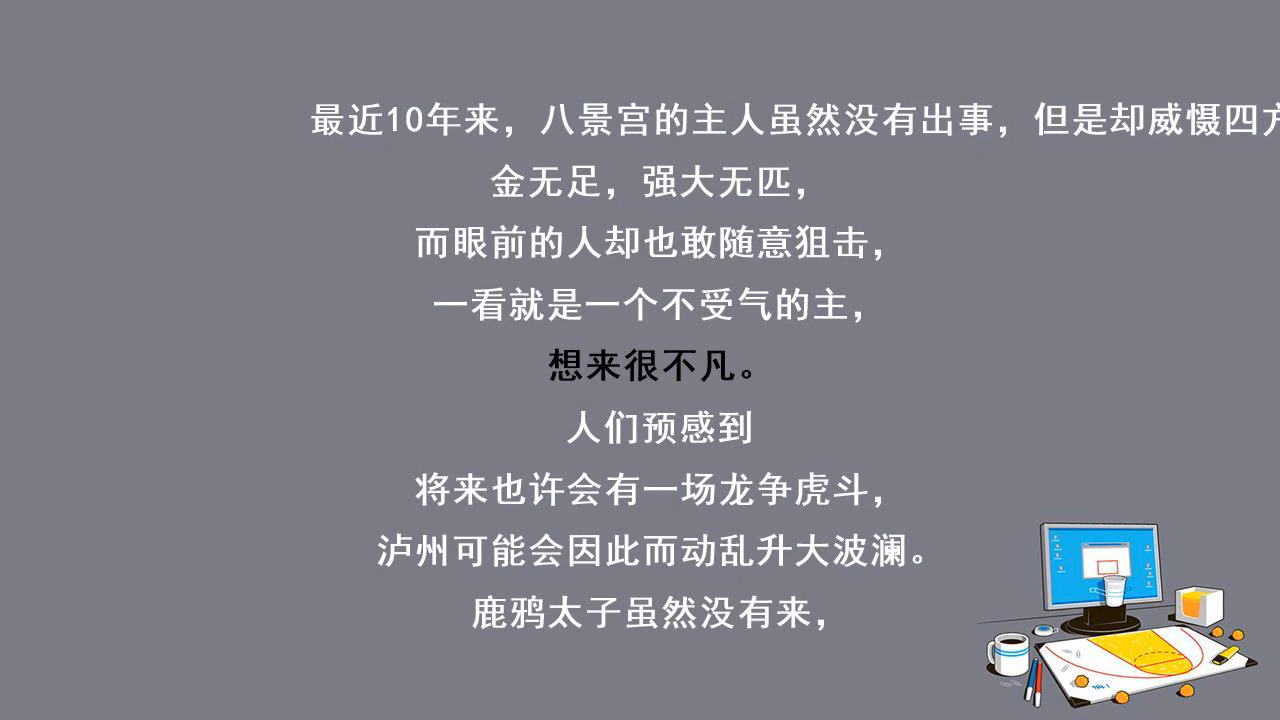 最近10年来，八景宫的主人虽然没有出事，但是却威慑四方
金无足，强大无匹，
而眼前的人却也敢随意狙击，
一看就是一个不受气的主，
想来很不凡。
人们预感到
将来也许会有一场龙争虎斗，
泸州可能会因此而动乱升大波澜。
鹿鸦太子虽然没有来，